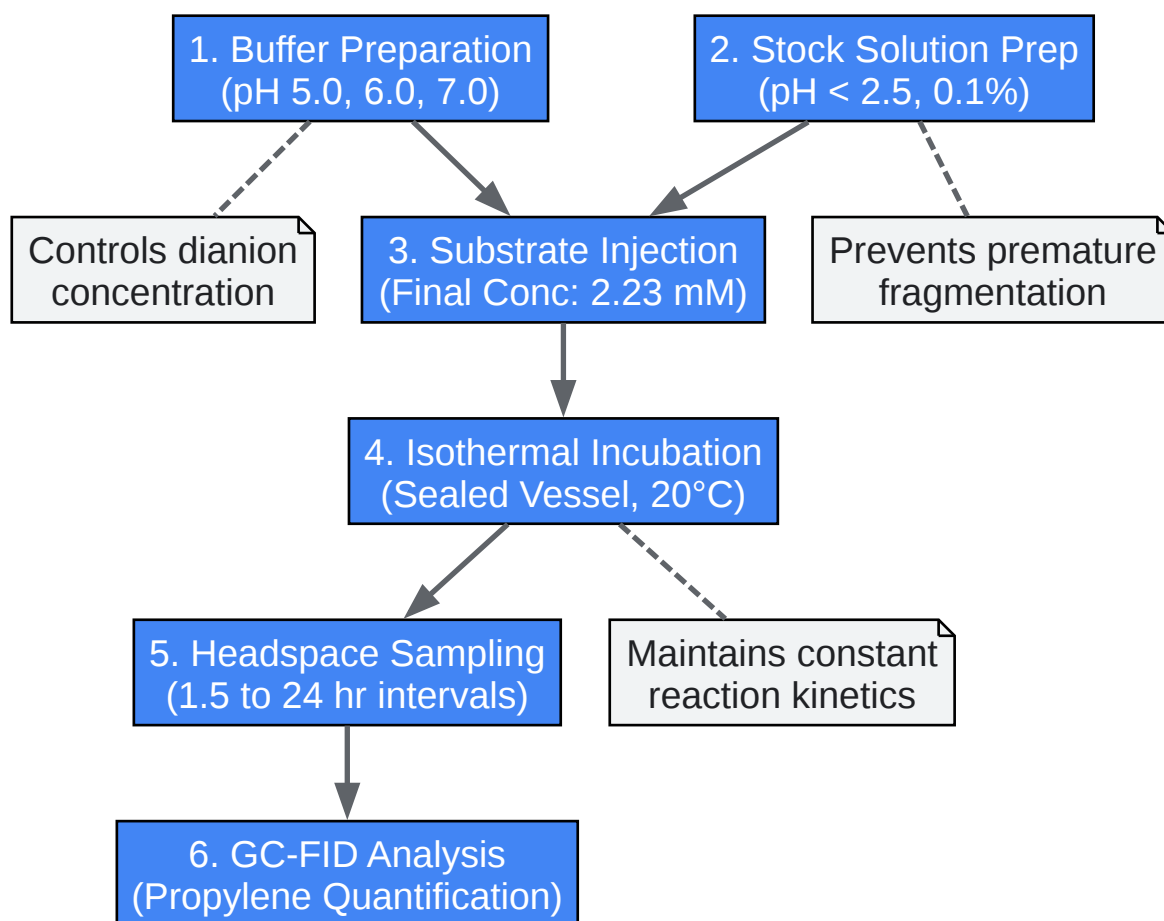 1. Buffer Preparation
(pH 5.0, 6.0, 7.0)
2. Stock Solution Prep
(pH < 2.5, 0.1%)
Controls dianion
concentration
3. Substrate Injection
(Final Conc: 2.23 mM)
Prevents premature
fragmentation
4. Isothermal Incubation
(Sealed Vessel, 20°C)
5. Headspace Sampling
(1.5 to 24 hr intervals)
Maintains constant
reaction kinetics
6. GC-FID Analysis
(Propylene Quantification)